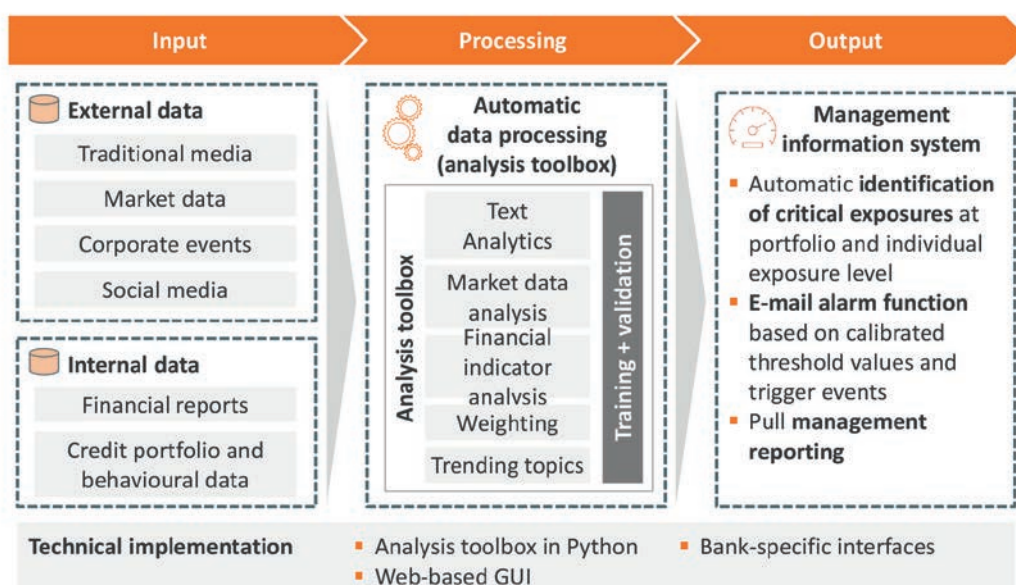 Input
Processing
Output
External data
Traditional media
Market data
Corporate events
Social media
Internal data
Financial reports
Credit portfolio and
behavioural data
Automatic
data processing
(analysis toolbox)
Analysis toolbox
Text
Analytics
Market data
analysis
Financial
indicator
analysis
Weighting
Trending topics
Training + validation
Management
information system
▪ Automatic identification
of critical exposures at
portfolio and individual
exposure level
▪ E-mail alarm function
based on calibrated
threshold values and
trigger events
▪ Pull management
reporting
Technical implementation
▪ Analysis toolbox in Python
▪ Web-based GUI
▪ Bank-specific interfaces